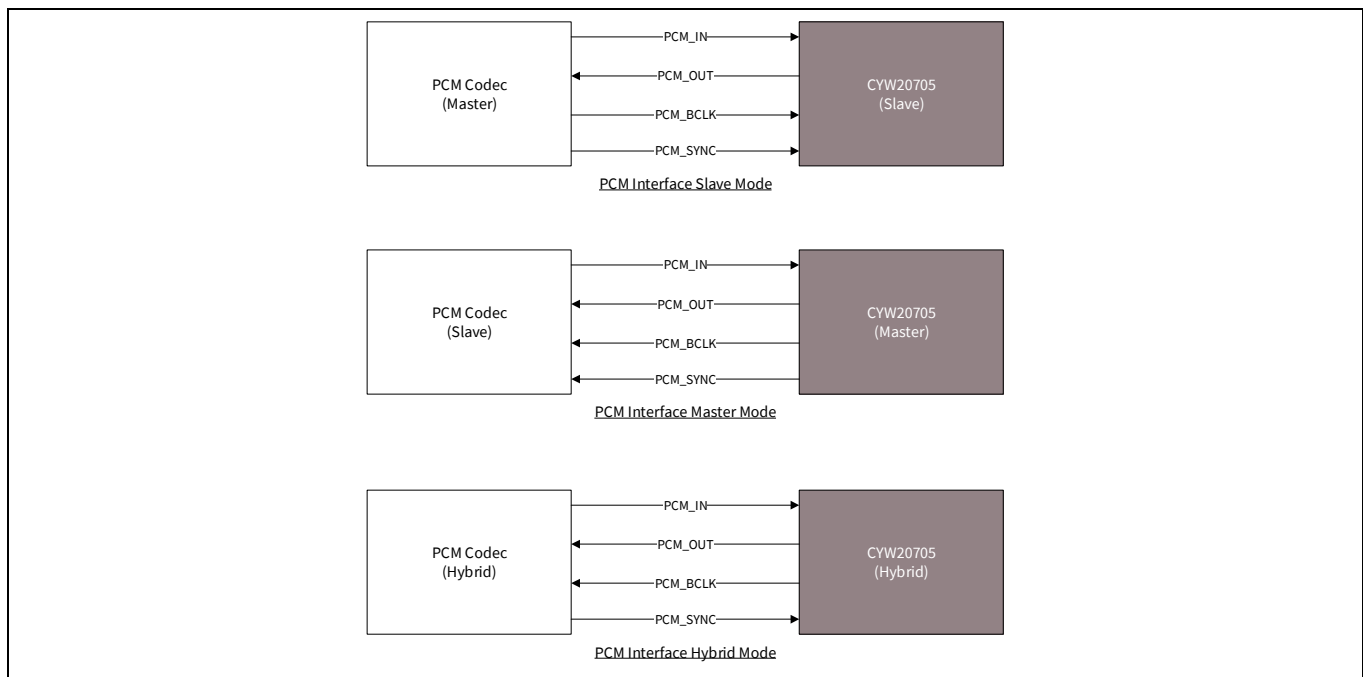 PCM Codec
(Master)
PCM_IN
PCM_OUT
PCM_BCLK
PCM_SYNC
CYW20705
(Slave)
PCM Interface Slave Mode
PCM Codec
(Slave)
PCM_IN
PCM_OUT
PCM_BCLK
PCM_SYNC
CYW20705
(Master)
PCM Interface Master Mode
PCM Codec
(Hybrid)
PCM_IN
PCM_OUT
PCM_BCLK
PCM_SYNC
CYW20705
(Hybrid)
PCM Interface Hybrid Mode